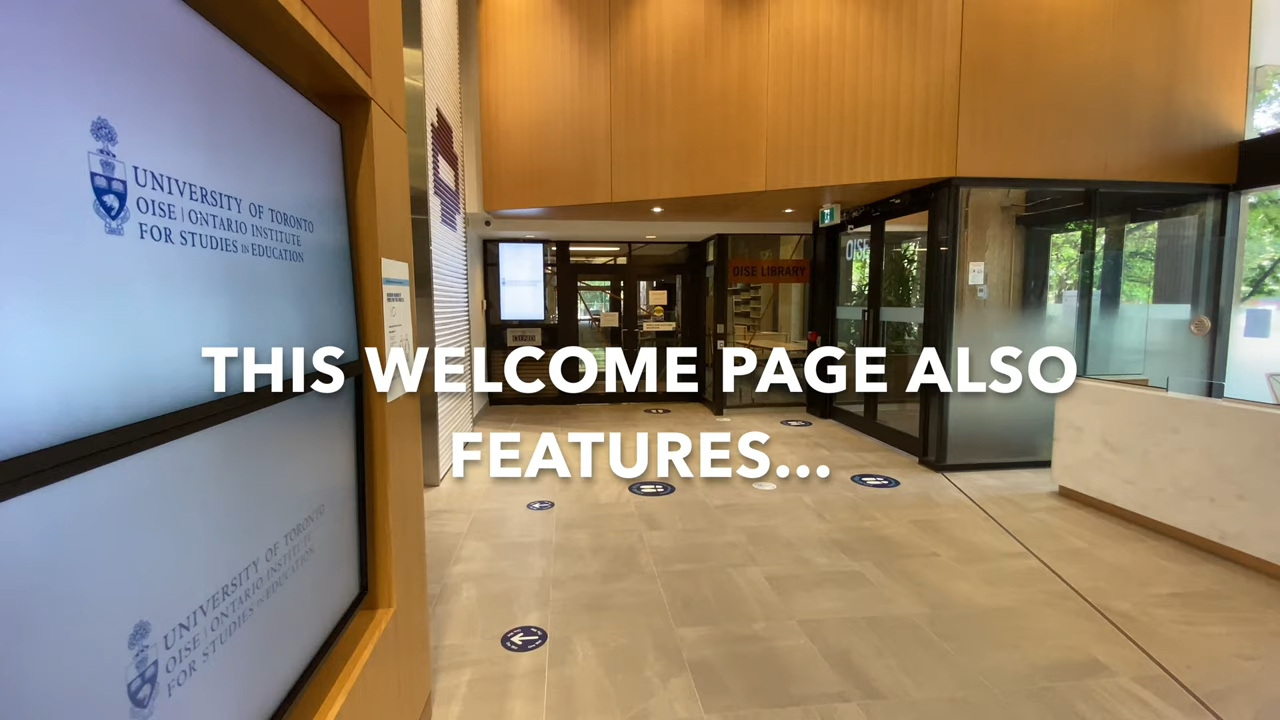 UNIVERSITY OF TORONTO
OISE | ONTARIO INSTITUTE
FOR STUDIES IN EDUCATION
OISE LIBRARY
OISE
THIS WELCOME PAGE ALSO
FEATURES...
UNIVERSITY OF TORONTO
OISE | ONTARIO INSTITUTE
FOR STUDIES IN EDUCATION